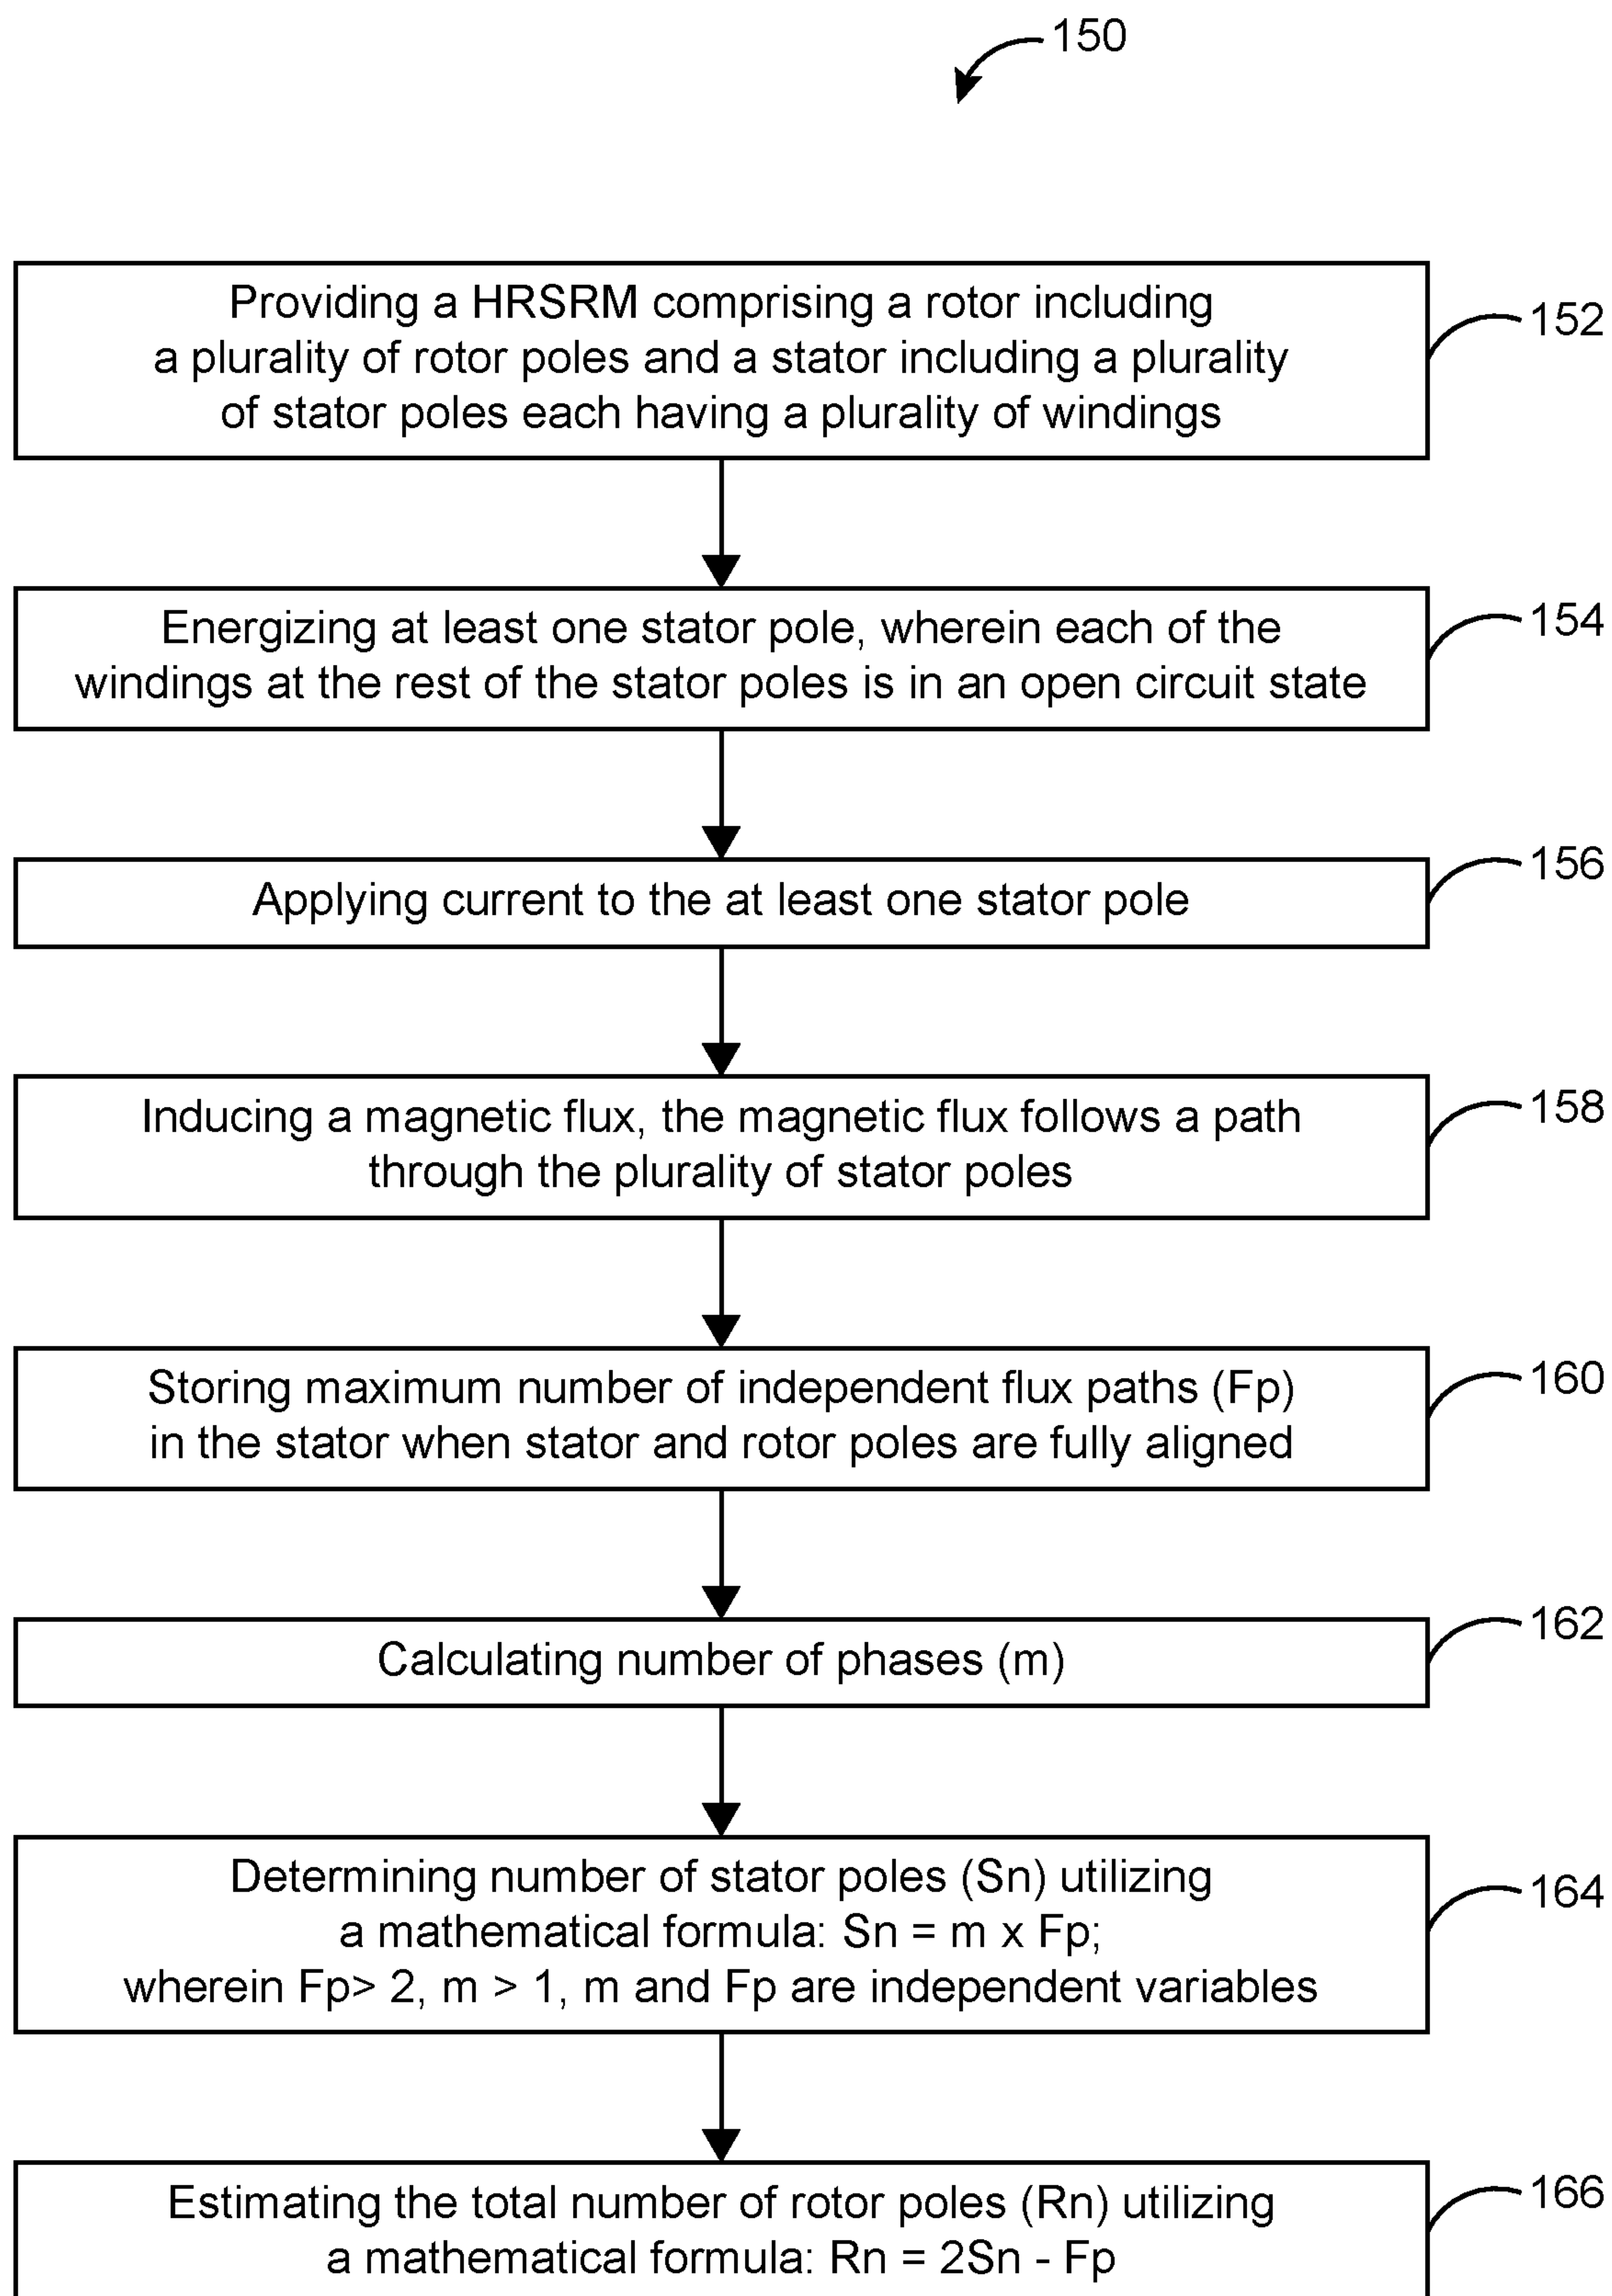 150
Providing a HRSRM comprising a rotor including
a plurality of rotor poles and a stator including a plurality
of stator poles each having a plurality of windings
152
Energizing at least one stator pole, wherein each of the
windings at the rest of the stator poles is in an open circuit state
154
Applying current to the at least one stator pole
156
Inducing a magnetic flux, the magnetic flux follows a path
through the plurality of stator poles
158
Storing maximum number of independent flux paths (Fp)
in the stator when stator and rotor poles are fully aligned
160
Calculating number of phases (m)
162
Determining number of stator poles (Sn) utilizing
a mathematical formula: Sn = m x Fp;
wherein Fp> 2, m > 1, m and Fp are independent variables
164
Estimating the total number of rotor poles (Rn) utilizing
a mathematical formula: Rn = 2Sn - Fp
166